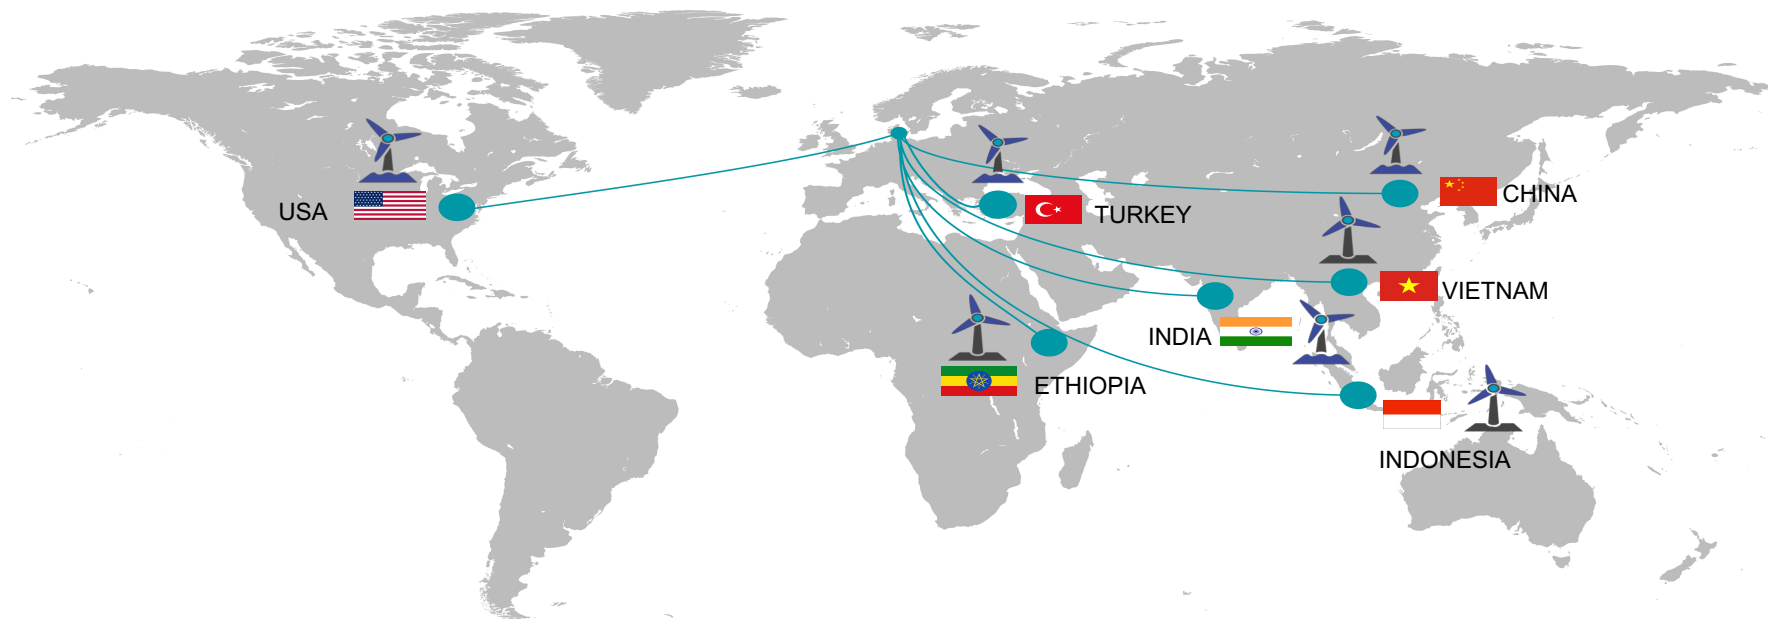 CHINA
USA
TURKEY
VIETNAM
INDIA
ETHIOPIA
INDONESIA